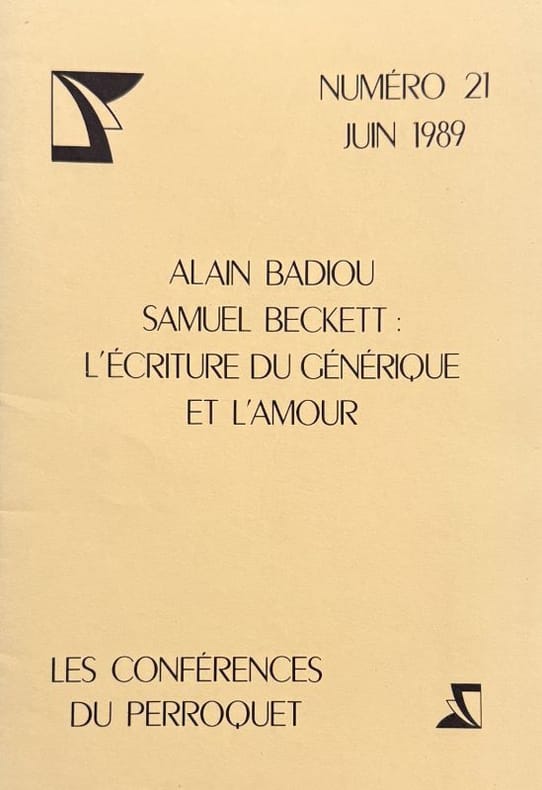 NUMÉRO 21
JUIN 1989
ALAIN BADIOU
SAMUEL BECKETT :
L'ÉCRITURE DU GÉNÉRIQUE
ET L'AMOUR
LES CONFÉRENCES
DU PERROQUET